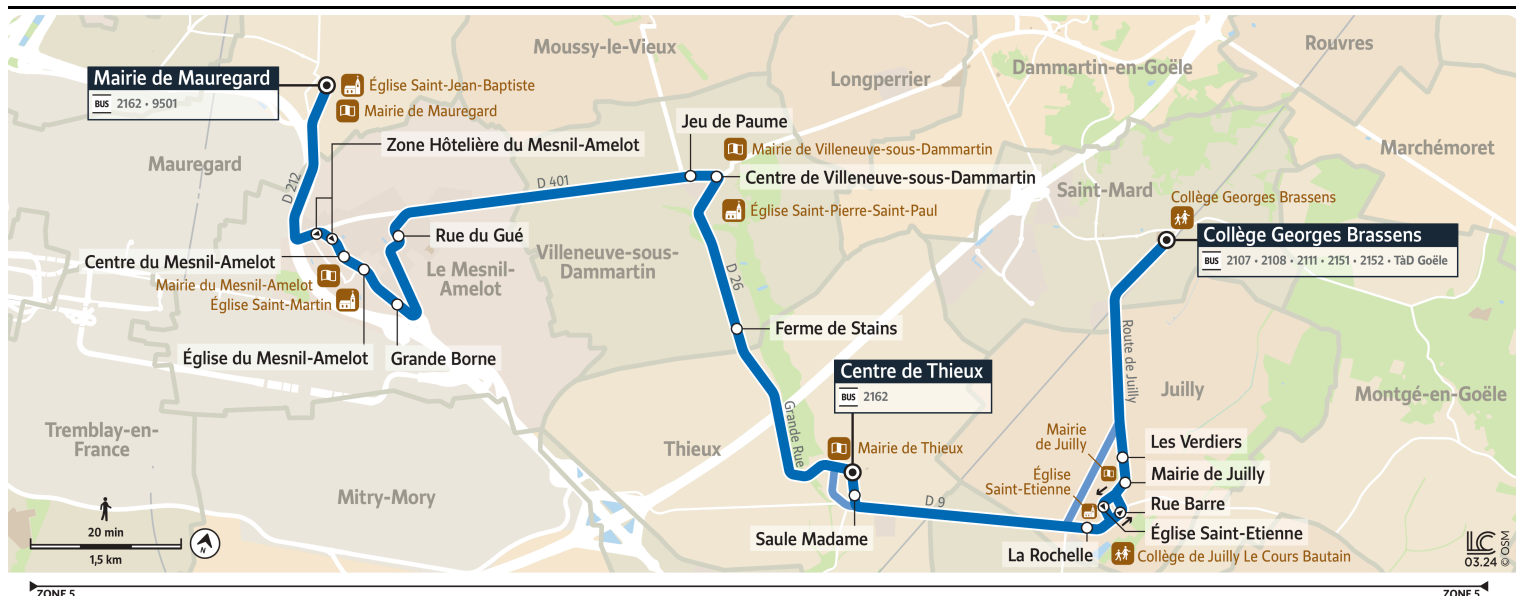 Moussy-le-Vieux
Rouvres
Longperrier
Dammartin-en-Goële
Mairie de Mauregard
BUS 2162 • 9501
Église Saint-Jean-Baptiste
Mairie de Mauregard
Jeu de Paume
Zone Hôtelière du Mesnil-Amelot
Mairie de Villeneuve-sous-Dammartin
Marchémoret
Mauregard
D 212
D 401
Centre de Villeneuve-sous-Dammartin
Saint-Mard
Collège Georges Brassens
Église Saint-Pierre-Saint-Paul
Rue du Gué
Collège Georges Brassens
BUS 2107 • 2108 • 2111 • 2151 • 2152 • TàD Goële
Centre du Mesnil-Amelot
Villeneuve-sous-
Dammartin
Le Mesnil-
Amelot
D 26
Mairie du Mesnil-Amelot
Église Saint-Martin
Ferme de Stains
Route de Juilly
Église du Mesnil-Amelot
Grande Borne
Centre de Thieux
BUS 2162
Juilly
Montgé-en-Goële
Tremblay-en-
France
Grande Rue
Thieux
Mairie de Thieux
Mairie
de Juilly
Les Verdiers
Église
Saint-Etienne
Mairie de Juilly
Mitry-Mory
D 9
Rue Barre
20 min
1,5 km
N
Saule Madame
Église Saint-Etienne
La Rochelle
Collège de Juilly Le Cours Bautain
LC
03.24
© OSM
ZONE 5
ZONE 5